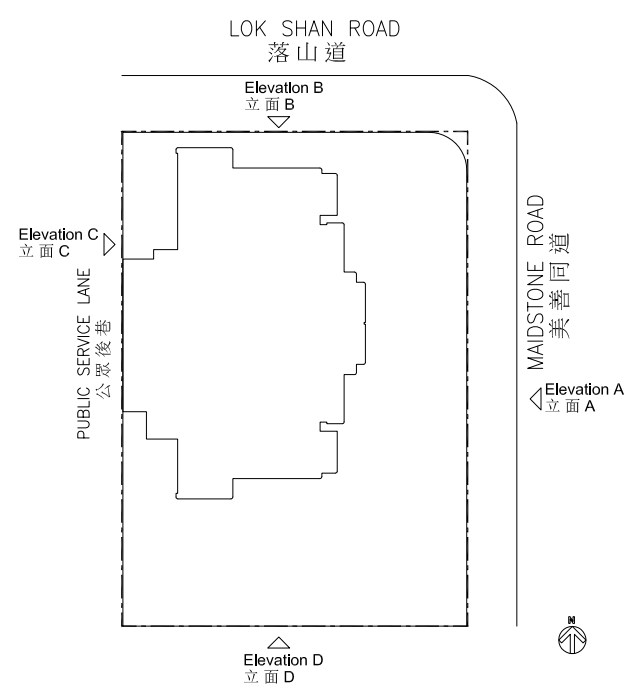 LOK SHAN ROAD
落山道
Elevation B
立面 B
Elevation C
立面 C
PUBLIC SERVICE LANE
公眾後巷
MAIDSTONE ROAD
美善同道
Elevation A
立面 A
N
Elevation D
立面 D